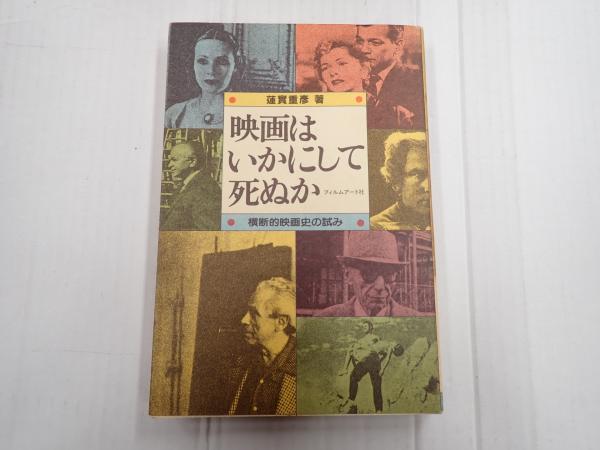 蓮實重彥 著
映画は
いかにして
死ぬか
フィルムアート社
横断的映画史の試み